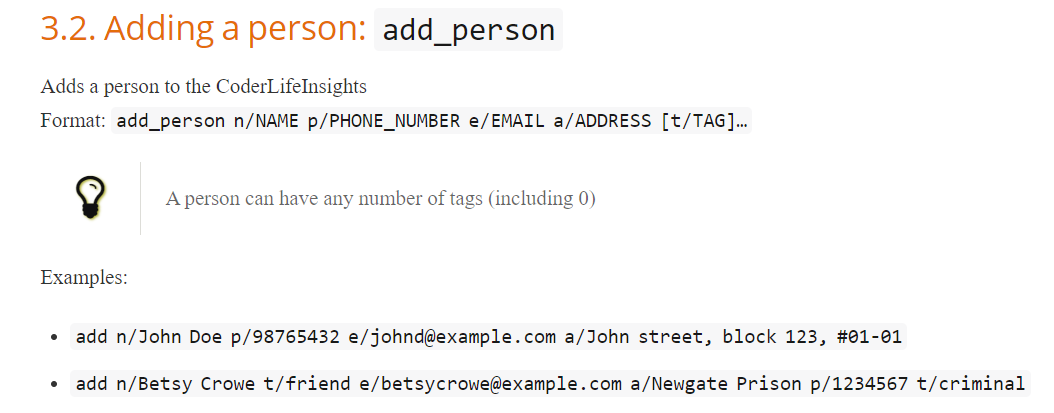 3.2. Adding a person: add_person
Adds a person to the CoderLifeInsights
Format: add_person n/NAME p/PHONE_NUMBER e/EMAIL a/ADDRESS [t/TAG]…
A person can have any number of tags (including 0)
Examples:
• add n/John Doe p/98765432 e/johnd@example.com a/John street, block 123, #01-01
• add n/Betsy Crowe t/friend e/betsycrowe@example.com a/Newgate Prison p/1234567 t/criminal